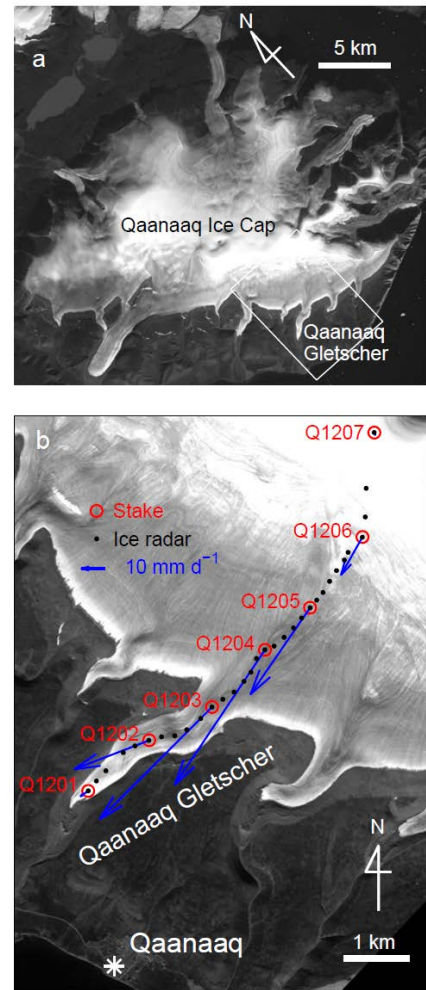 a
N
5 km
Qaanaaq Ice Cap
Qaanaaq
Gletscher
b
Q1207
Stake
Ice radar
10 mm d⁻¹
Q1206
Q1205
Q1204
Q1203
Q1202
Q1201
Qaanaaq Gletscher
N
Qaanaaq
1 km